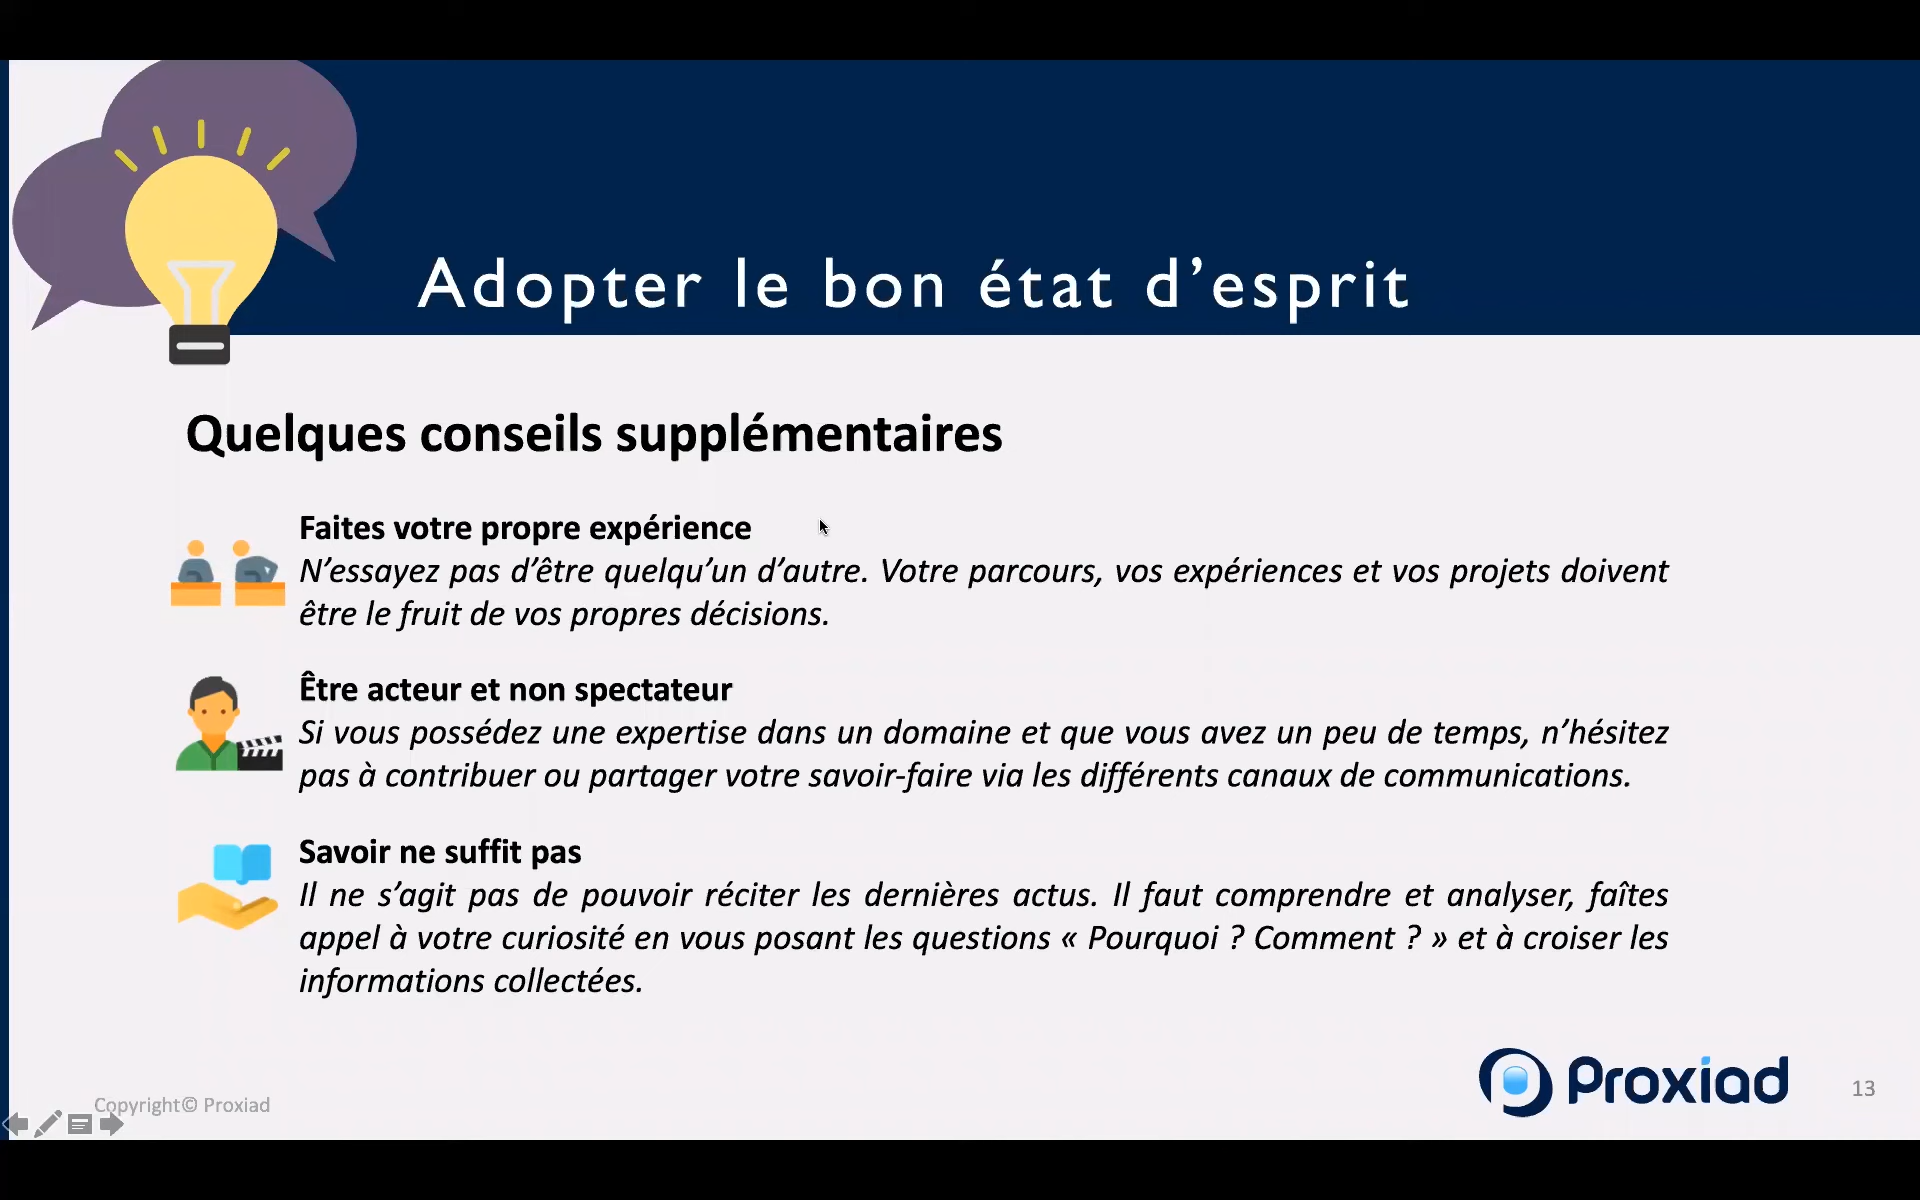 Adopter le bon état d’esprit
Quelques conseils supplémentaires
Faites votre propre expérience
N’essayez pas d’être quelqu’un d’autre. Votre parcours, vos expériences et vos projets doivent
être le fruit de vos propres décisions.
Être acteur et non spectateur
Si vous possédez une expertise dans un domaine et que vous avez un peu de temps, n’hésitez
pas à contribuer ou partager votre savoir-faire via les différents canaux de communications.
Savoir ne suffit pas
Il ne s’agit pas de pouvoir réciter les dernières actus. Il faut comprendre et analyser, faîtes
appel à votre curiosité en vous posant les questions « Pourquoi ? Comment ? » et à croiser les
informations collectées.
Proxiad
13
Copyright© Proxiad